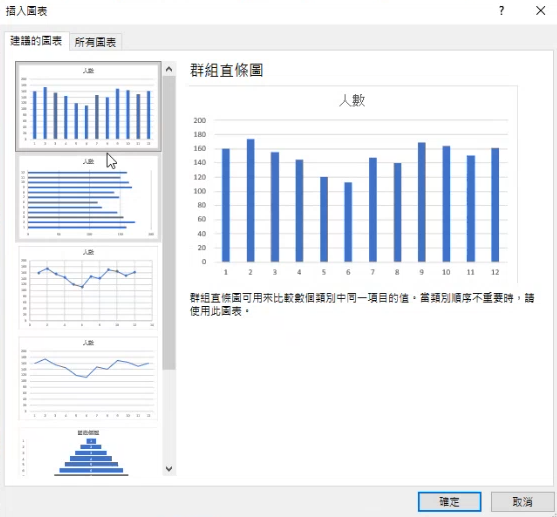 插入圖表
? ×
建議的圖表 所有圖表
人數
人數
人數
人數
群組直條圖
人數
200
180
160
140
120
100
80
60
40
20
0
1 2 3 4 5 6 7 8 9 10 11 12
群組直條圖可用來比較數個類別中同一項目的值。當類別順序不重要時，請
使用此圖表。
確定 取消